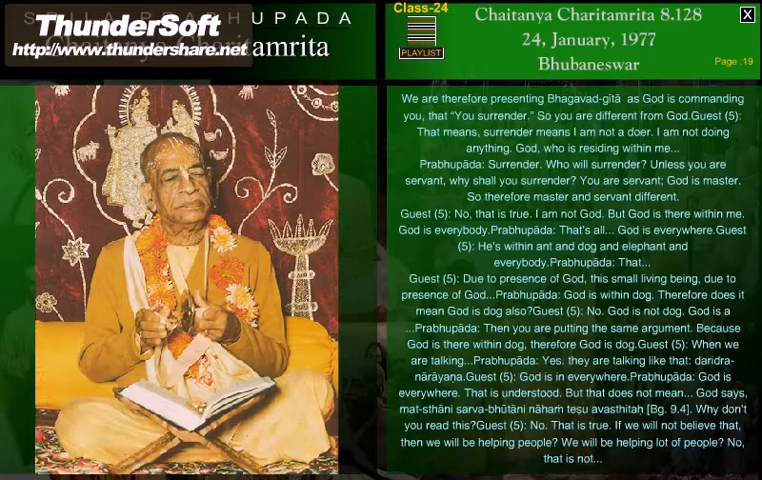 SRILA PRABHUPADA
ThunderSoft
http://www.thundershare.net
Chaitanya Charitamrita
Class-24
PLAYLIST
Chaitanya Charitamrita 8.128
24, January, 1977
Bhubaneswar
X
Page :19
We are therefore presenting Bhagavad-gītā as God is commanding
you, that “You surrender.” So you are different from God.Guest (5):
That means, surrender means I am not a doer. I am not doing
anything. God, who is residing within me...
Prabhupāda: Surrender. Who will surrender? Unless you are
servant, why shall you surrender? You are servant; God is master.
So therefore master and servant different.
Guest (5): No, that is true. I am not God. But God is there within me.
God is everybody.Prabhupāda: That's all... God is everywhere.Guest
(5): He's within ant and dog and elephant and
everybody.Prabhupāda: That...
Guest (5): Due to presence of God, this small living being, due to
presence of God...Prabhupāda: God is within dog. Therefore does it
mean God is dog also?Guest (5): No. God is not dog. God is a
...Prabhupāda: Then you are putting the same argument. Because
God is there within dog, therefore God is dog.Guest (5): When we
are talking...Prabhupāda: Yes. they are talking like that: daridra-
nārāyaṇa.Guest (5): God is in everywhere.Prabhupāda: God is
everywhere. That is understood. But that does not mean... God says,
mat-sthāni sarva-bhūtāni nāhaṁ teṣu avasthitaḥ [Bg. 9.4]. Why don't
you read this?Guest (5): No. That is true. If we will not believe that,
then we will be helping people? We will be helping lot of people? No,
that is not...